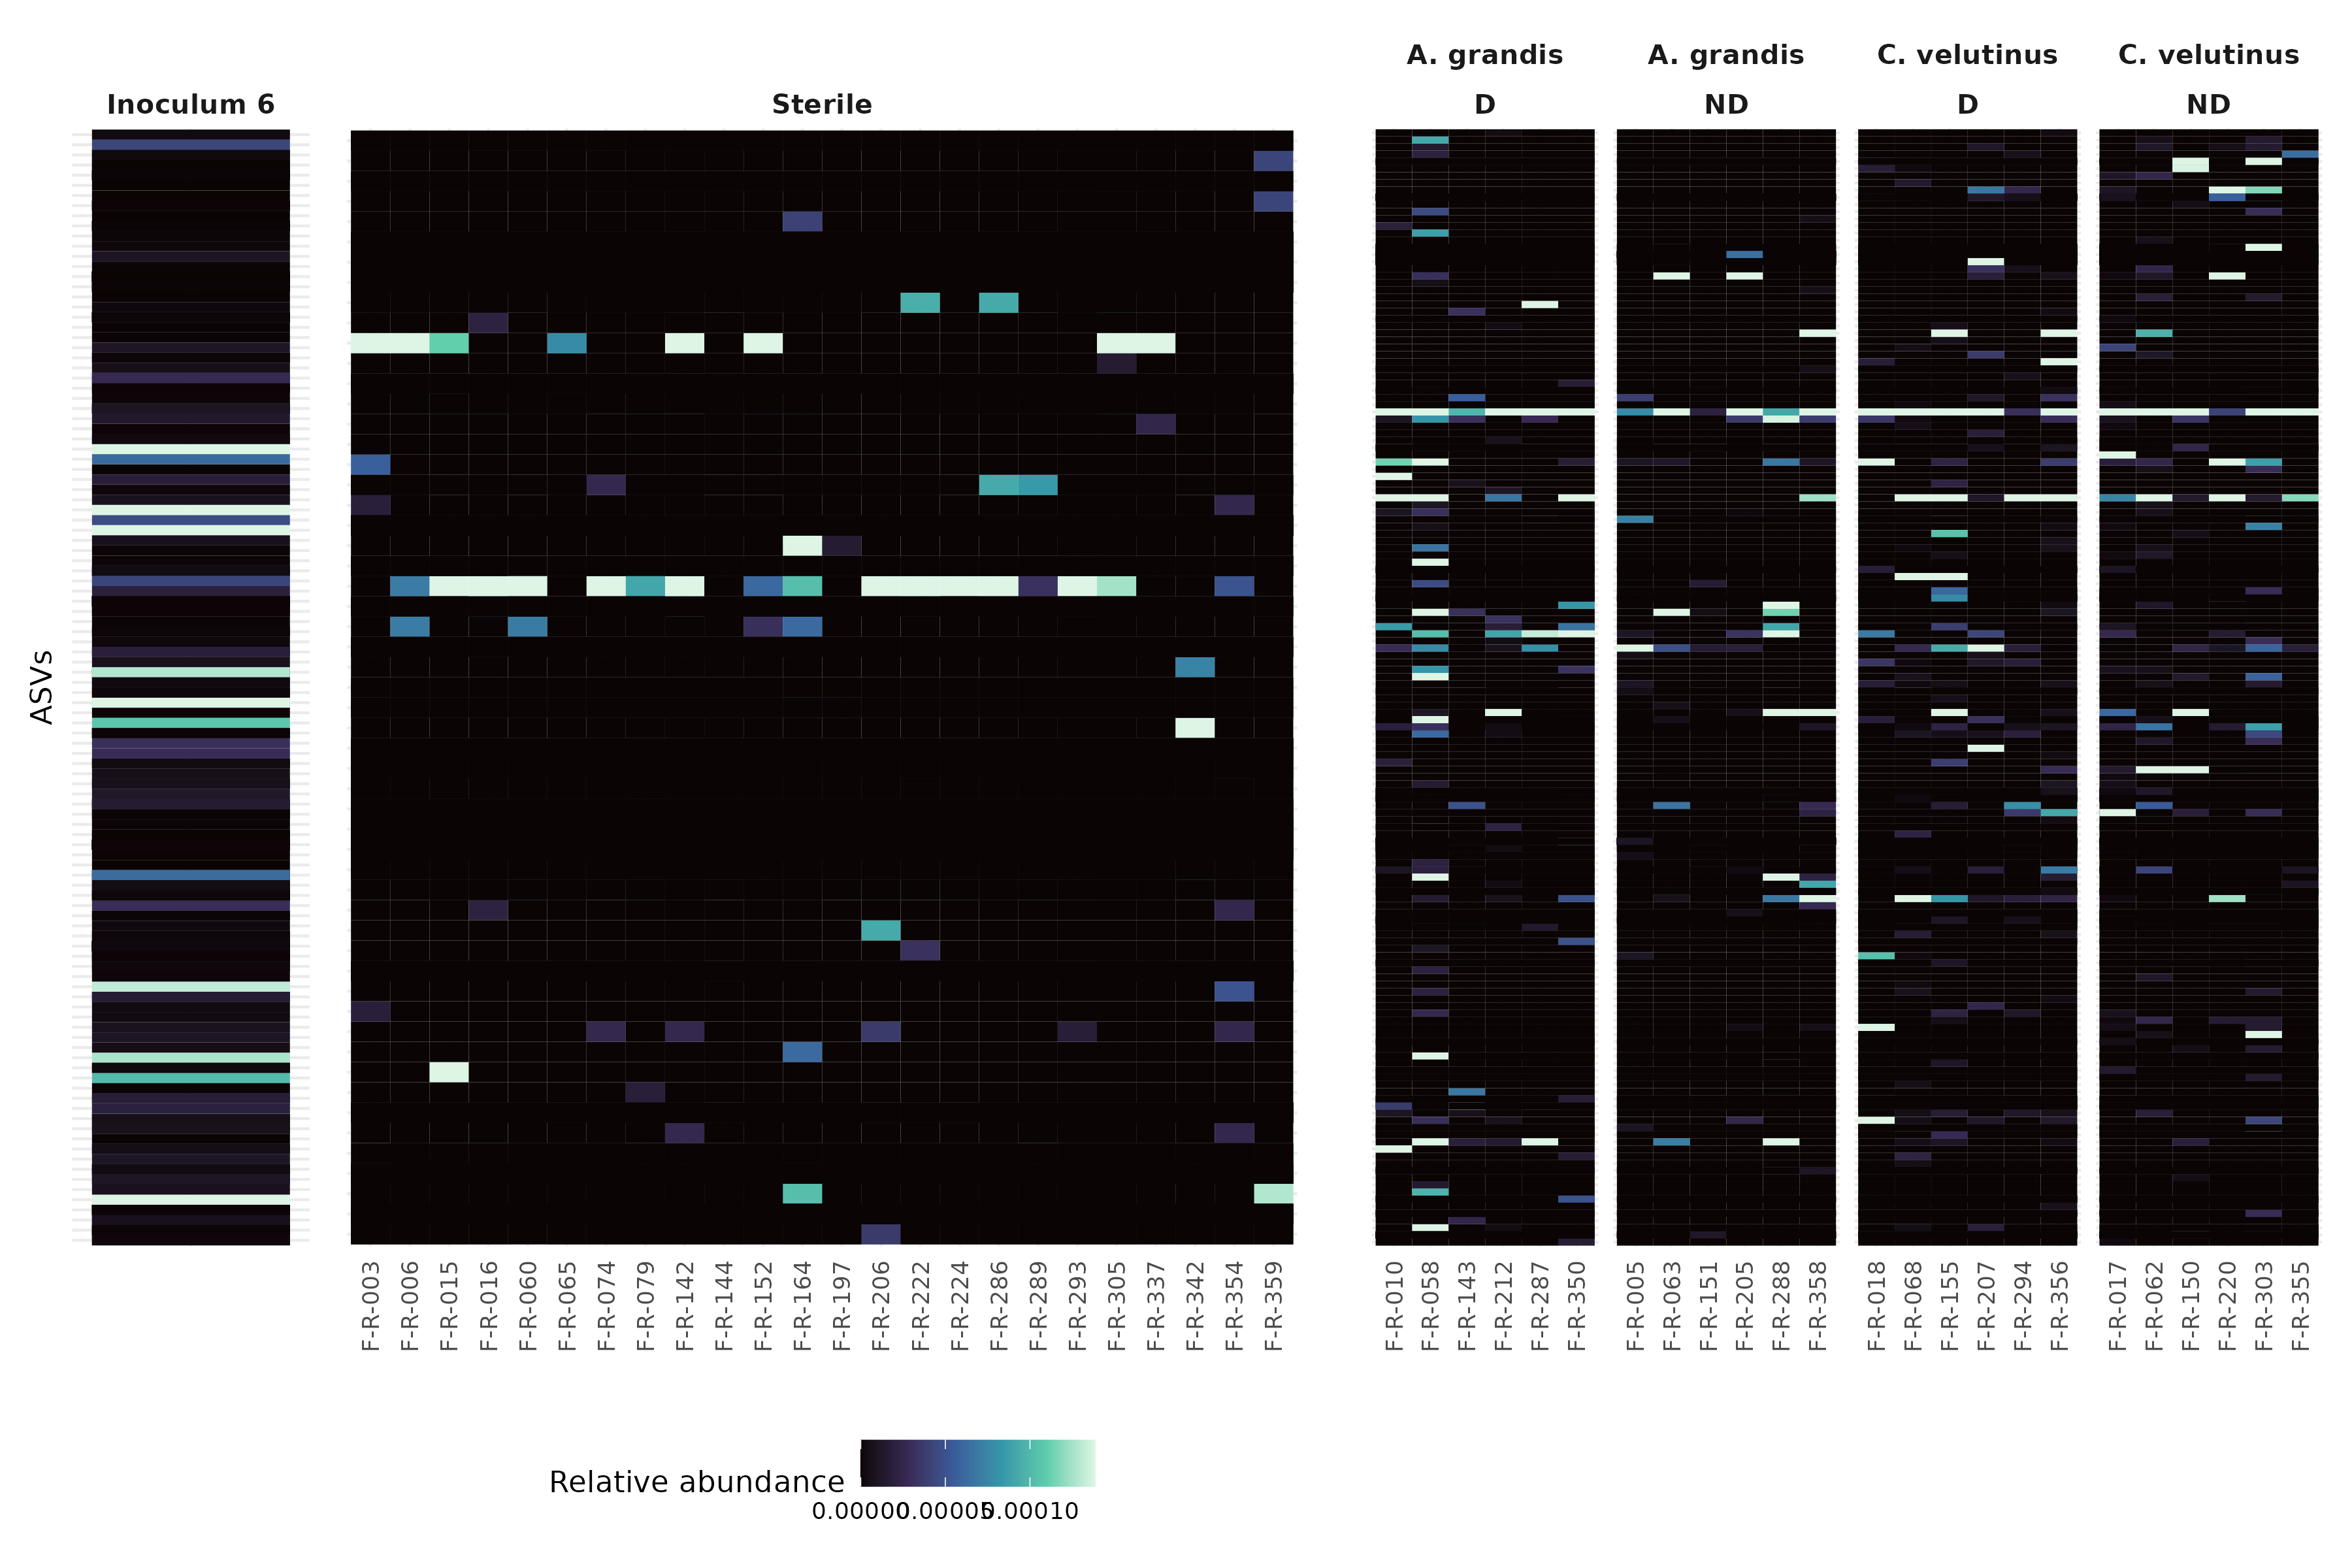 A. grandis A. grandis C. velutinus C. velutinus
Inoculum 6 Sterile D ND D ND
ASVs
F-R-003 F-R-006 F-R-015 F-R-016 F-R-060 F-R-065 F-R-074 F-R-079 F-R-142 F-R-144 F-R-152 F-R-164 F-R-197 F-R-206 F-R-222 F-R-224 F-R-286 F-R-289 F-R-293 F-R-305 F-R-337 F-R-342 F-R-354 F-R-359 F-R-010 F-R-058 F-R-143 F-R-212 F-R-287 F-R-350 F-R-005 F-R-063 F-R-151 F-R-205 F-R-288 F-R-358 F-R-018 F-R-068 F-R-155 F-R-207 F-R-294 F-R-356 F-R-017 F-R-062 F-R-150 F-R-220 F-R-303 F-R-355
Relative abundance
0.00000 0.00005 0.00010